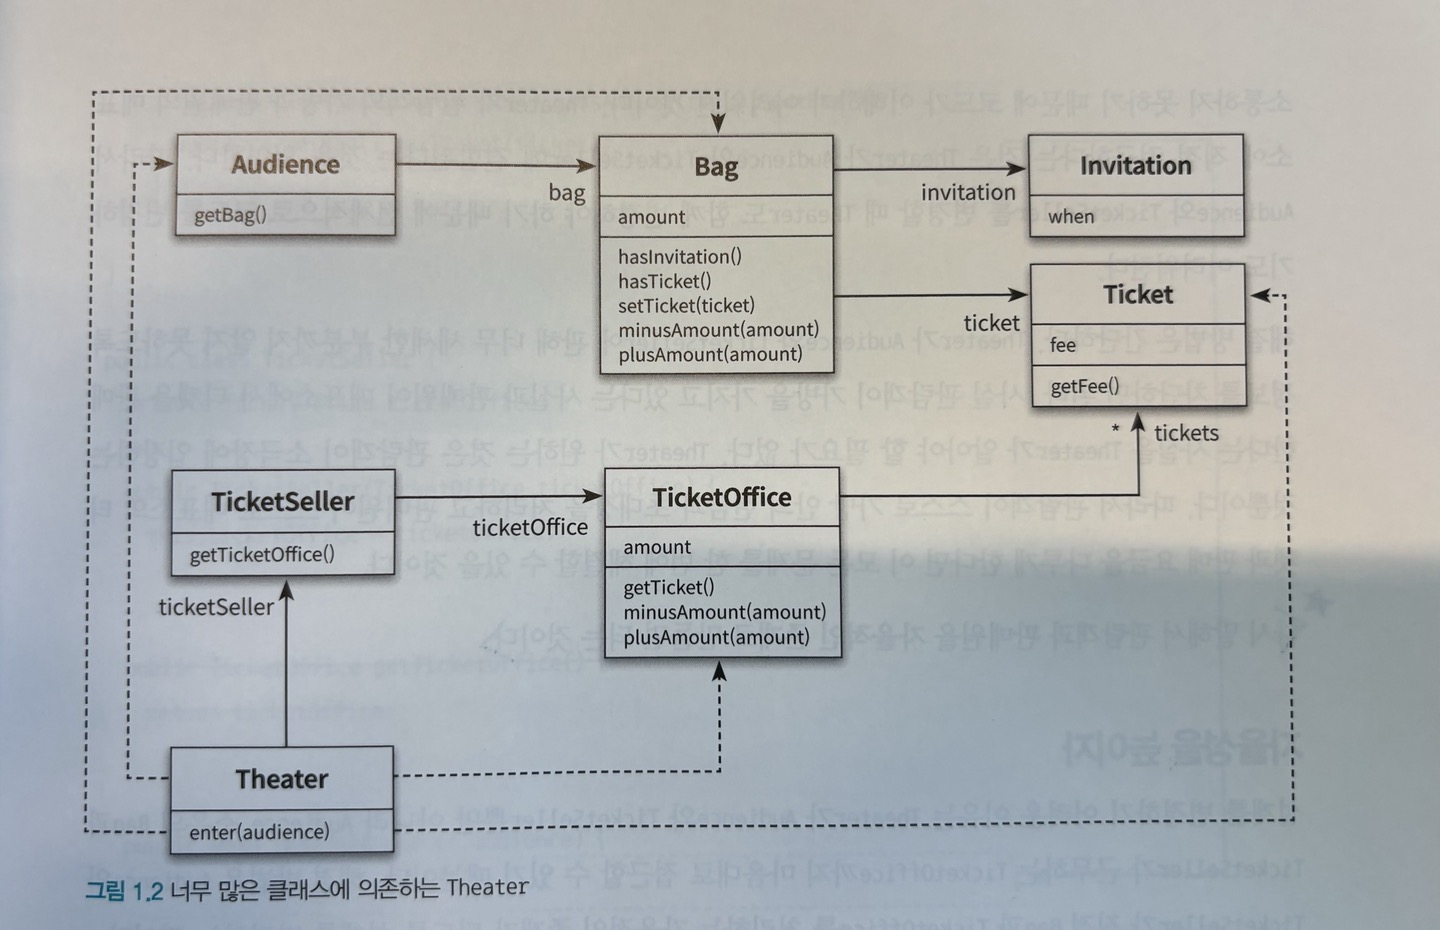 Audience
getBag()
bag
Bag
amount
hasInvitation()
hasTicket()
setTicket(ticket)
minusAmount(amount)
plusAmount(amount)
invitation
Invitation
when
ticket
Ticket
fee
getFee()
* tickets
TicketSeller
getTicketOffice()
ticketOffice
TicketOffice
amount
getTicket()
minusAmount(amount)
plusAmount(amount)
ticketSeller
Theater
enter(audience)
그림 1.2 너무 많은 클래스에 의존하는 Theater